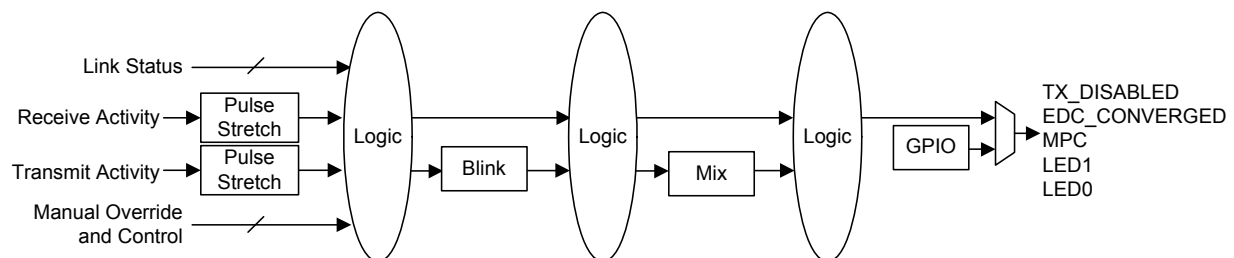 Link Status
Receive Activity
Pulse
Stretch
Transmit Activity
Pulse
Stretch
Manual Override
and Control
Logic
Blink
Logic
Mix
Logic
GPIO
TX_DISABLED
EDC_CONVERGED
MPC
LED1
LED0